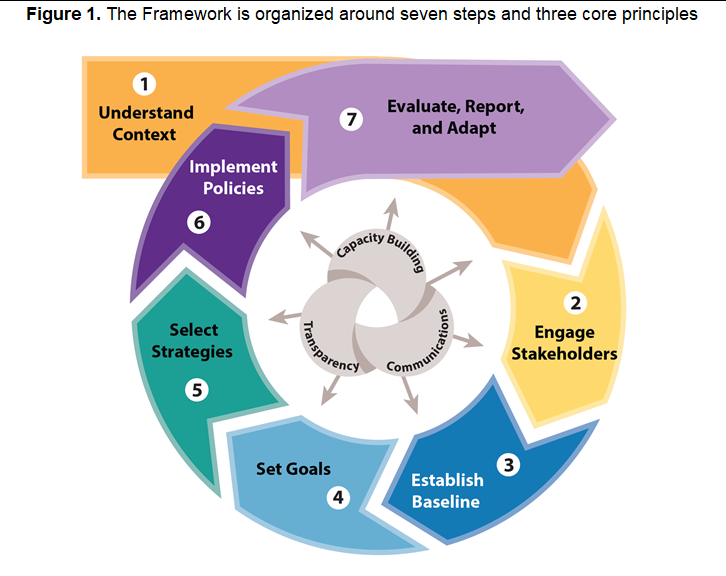 Figure 1. The Framework is organized around seven steps and three core principles
1
Understand
Context
7
Evaluate, Report,
and Adapt
Implement
Policies
6
Capacity Building
2
Engage
Stakeholders
Select
Strategies
5
Transparency
Communications
Set Goals
4
3
Establish
Baseline